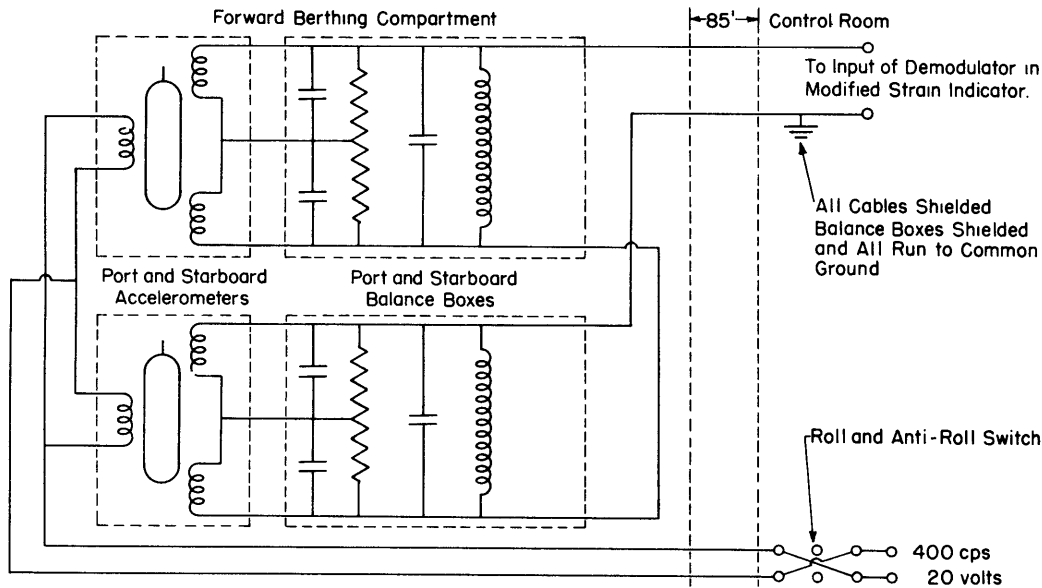 Forward Berthing Compartment
85'
Control Room
To Input of Demodulator in
Modified Strain Indicator.
All Cables Shielded
Balance Boxes Shielded
and All Run to Common
Ground
Port and Starboard
Accelerometers
Port and Starboard
Balance Boxes
Roll and Anti-Roll Switch
400 cps
20 volts